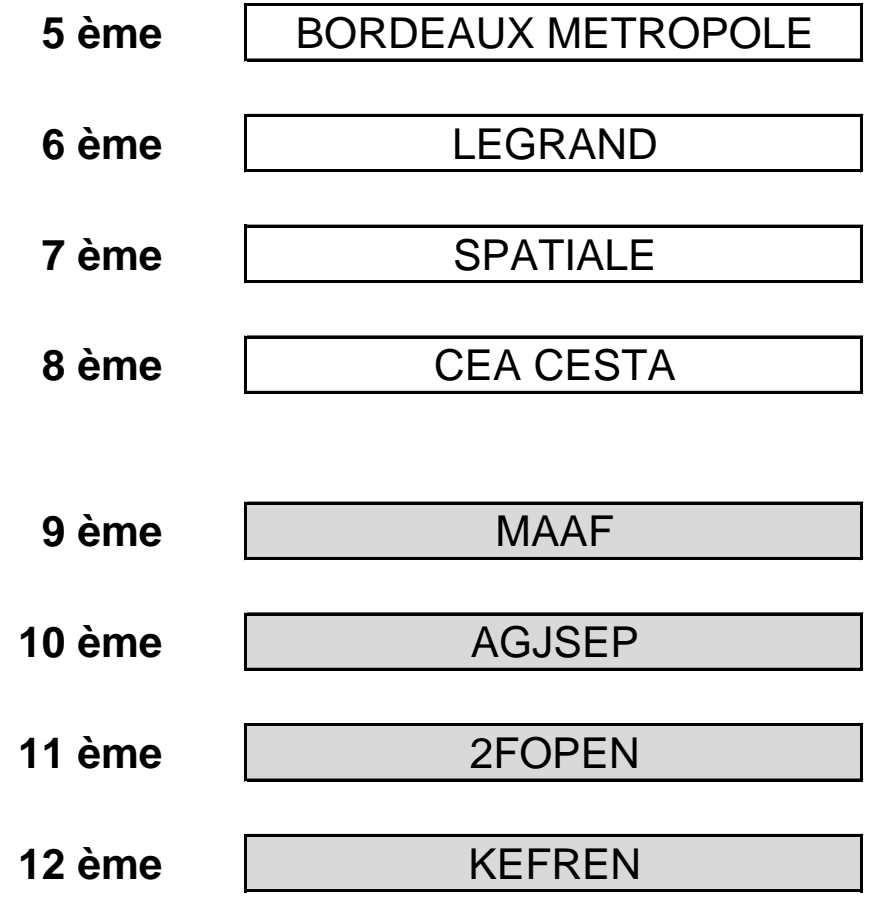 5 ème BORDEAUX METROPOLE
6 ème LEGRAND
7 ème SPATIALE
8 ème CEA CESTA
9 ème MAAF
10 ème AGJSEP
11 ème 2FOPEN
12 ème KEFREN